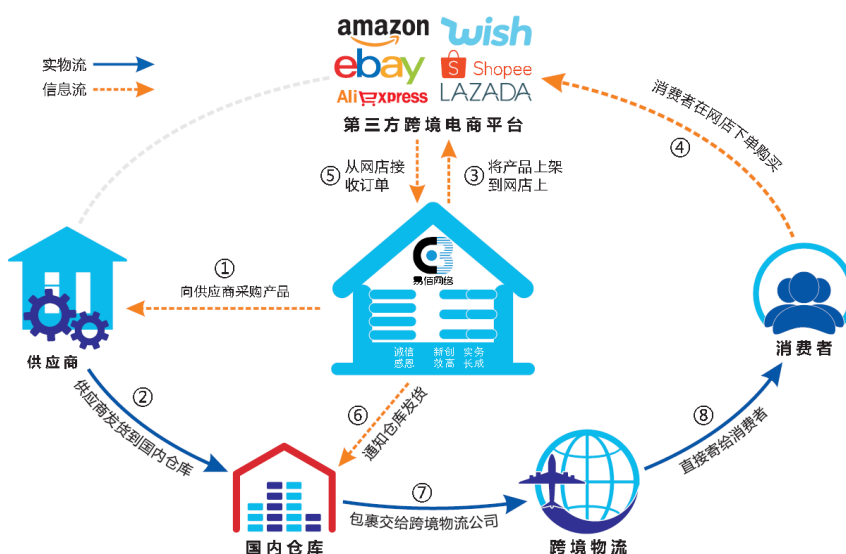 amazon
wish
实物流
ebay
S Shopee
信息流
AliExpress
LAZADA
第三方跨境电商平台
消费者在网店下单购买
④
⑤ 从网店接
收订单
③ 将产品上架
到网店上
①
易信网络
向供应商采购产品
诚信 新创 实务
感恩 效高 长成
供应商
消费者
②
供应商发货到国内仓库
⑥
通知仓库发货
⑧
直接寄给消费者
⑦
包裹交给跨境物流公司
国内仓库
跨境物流